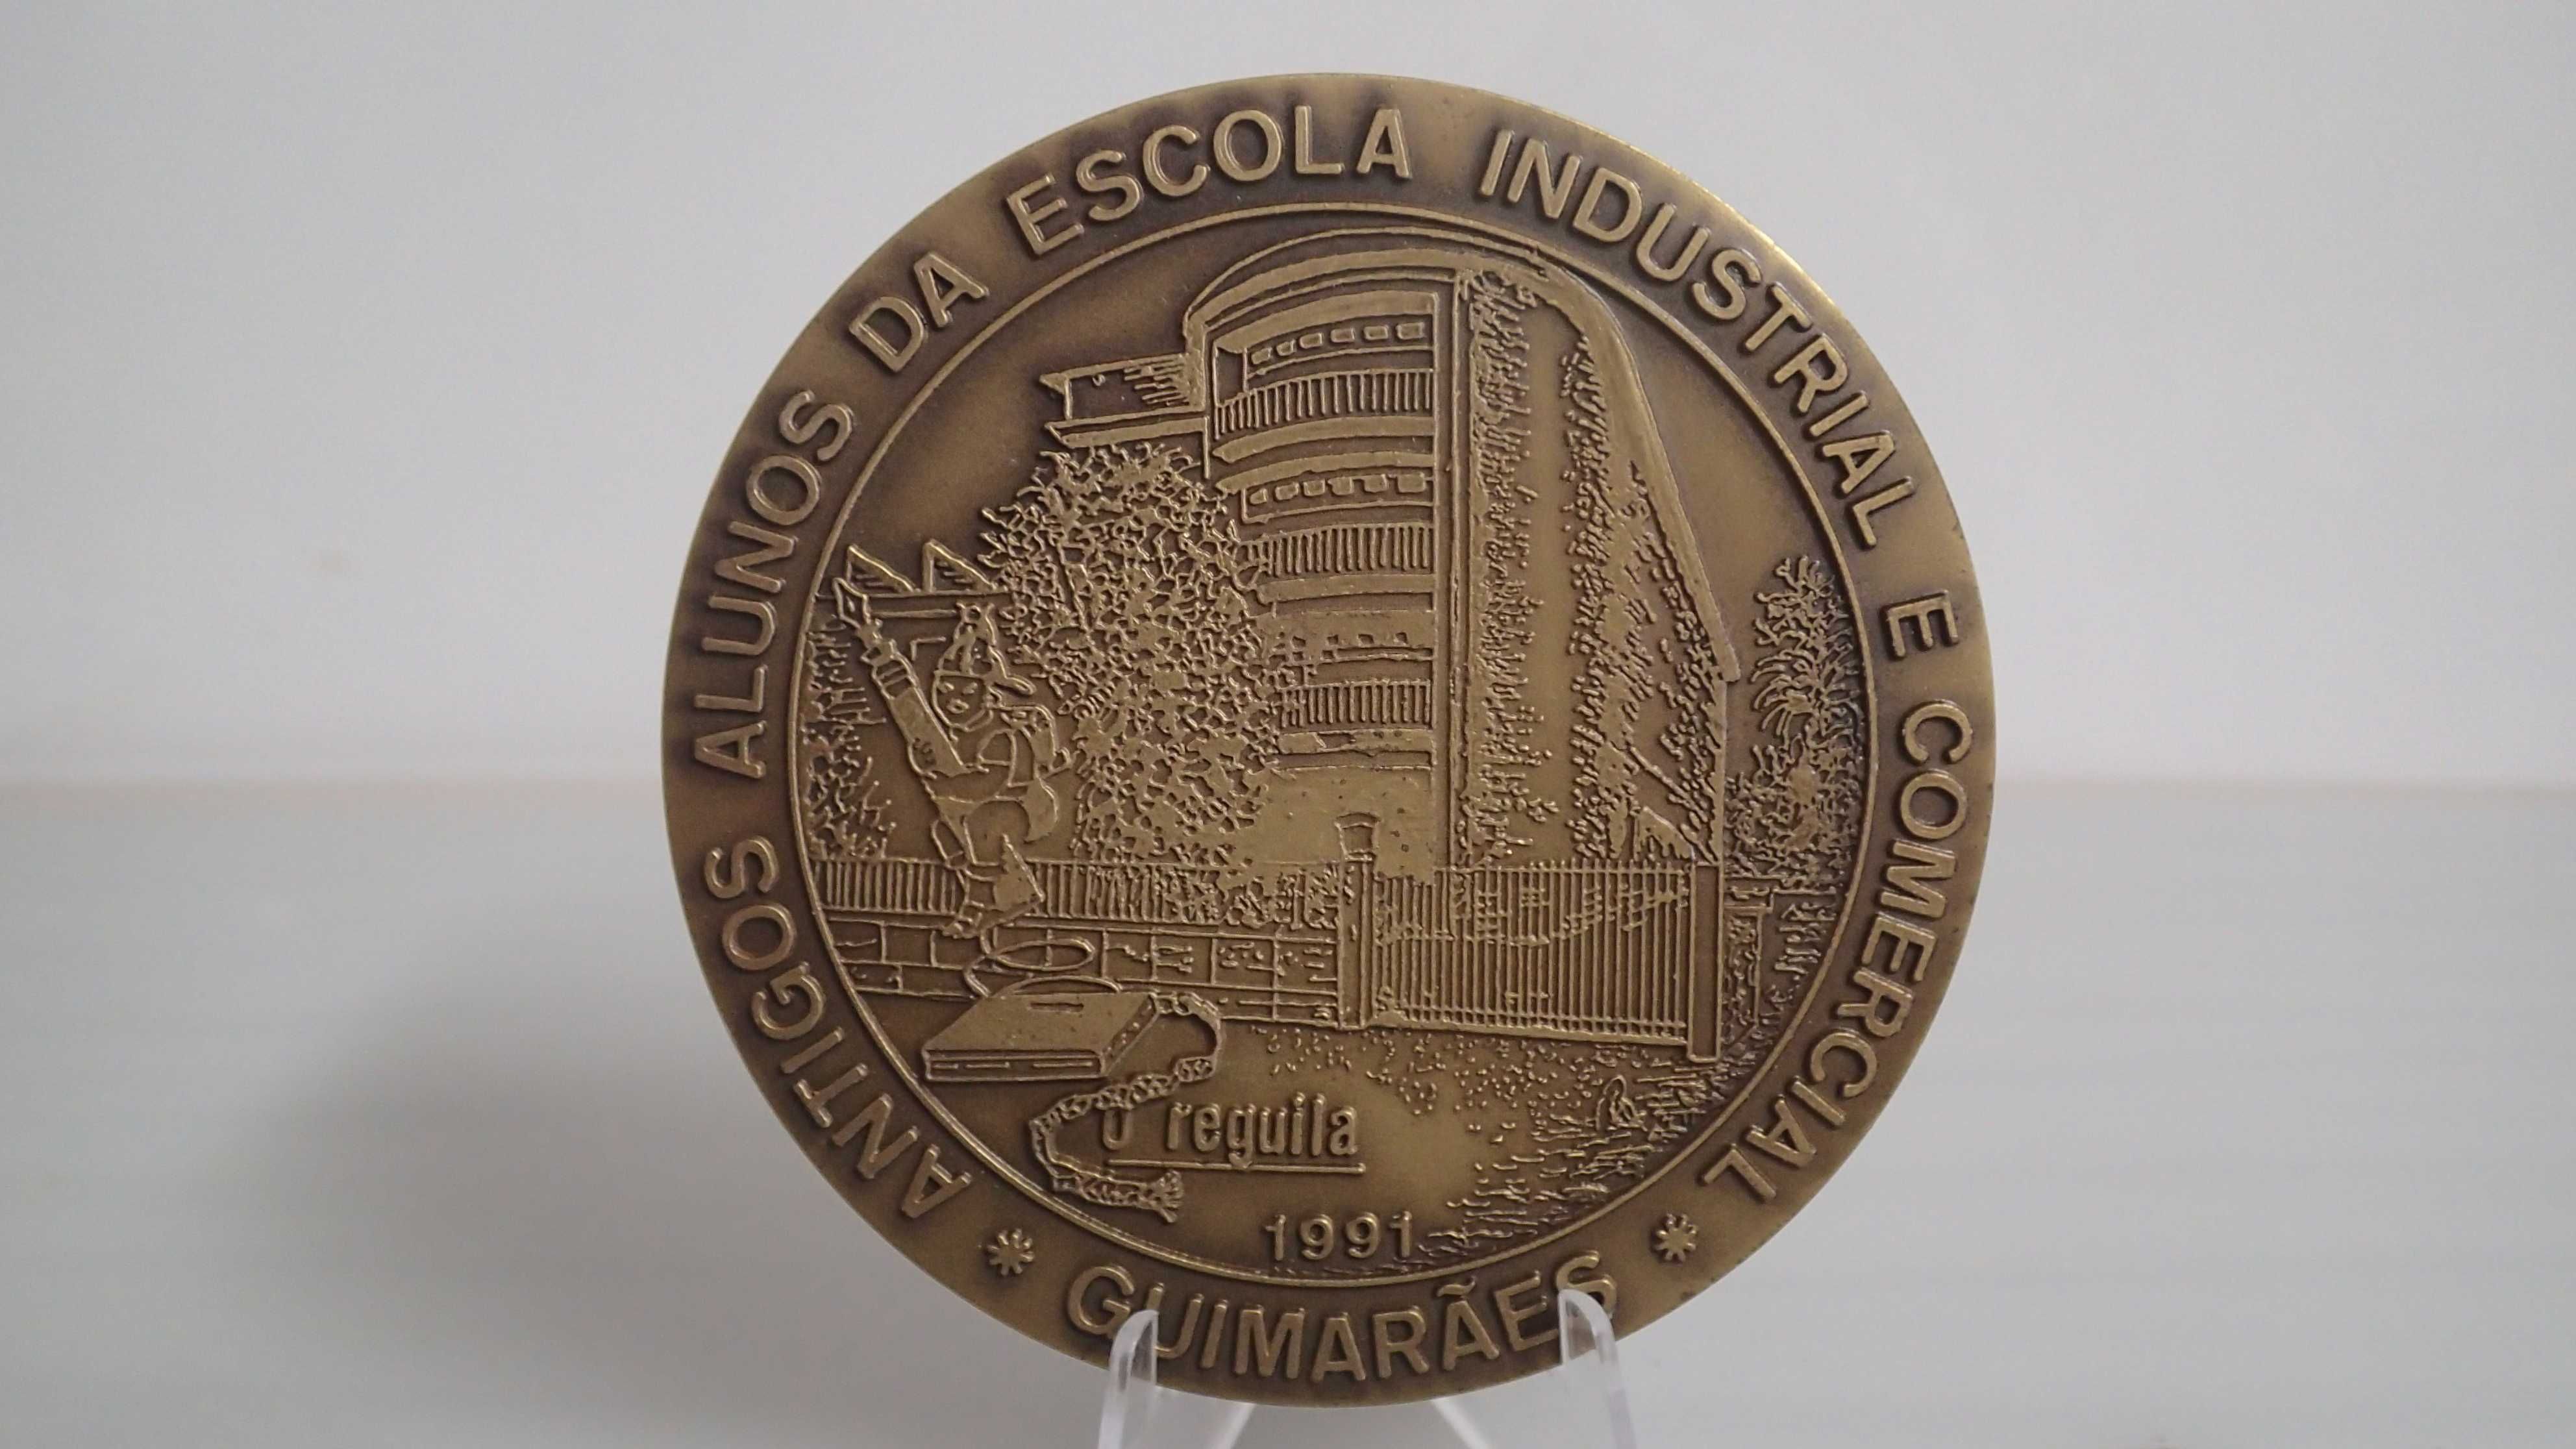 ANTIGOS ALUNOS DA ESCOLA INDUSTRIAL E COMERCIAL
o reguila
1991
* GUIMARÃES *